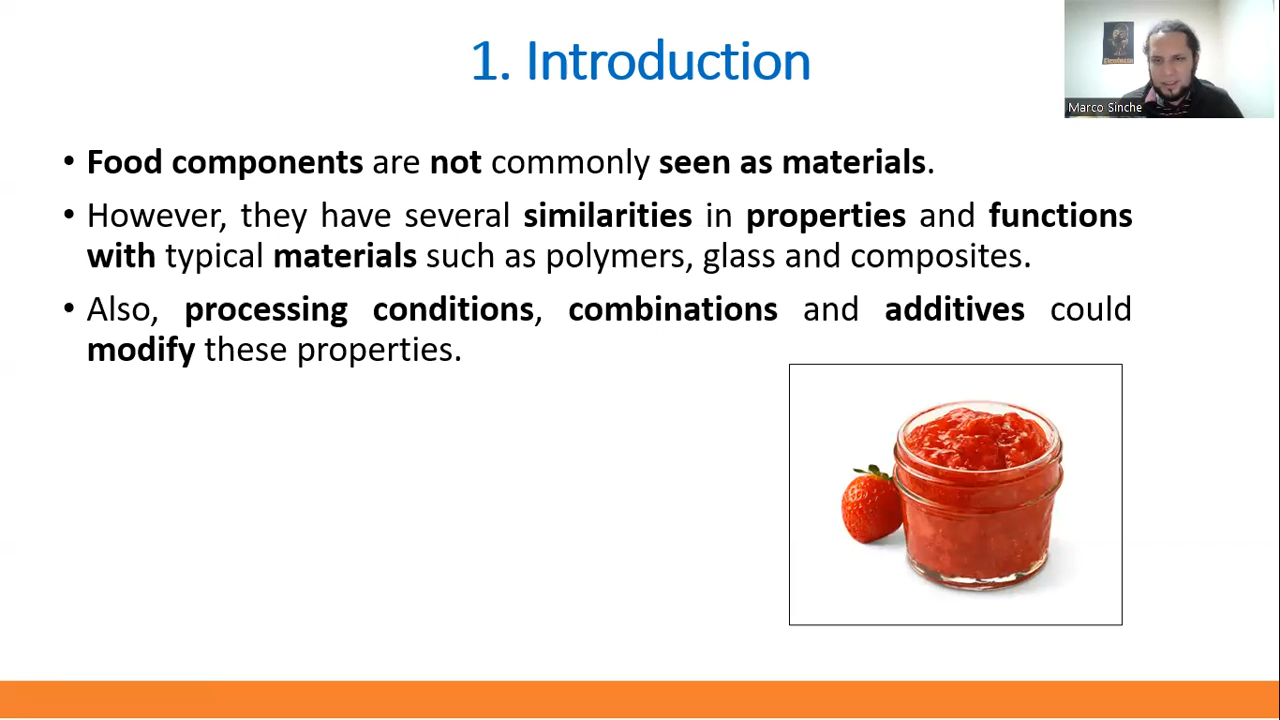 1. Introduction
Marco Sinche
• Food components are not commonly seen as materials.
• However, they have several similarities in properties and functions
with typical materials such as polymers, glass and composites.
• Also, processing conditions, combinations and additives could
modify these properties.